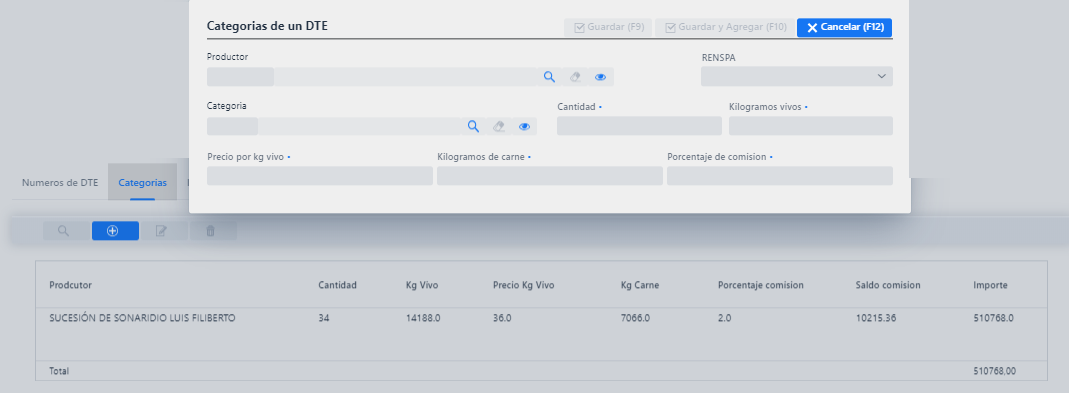 Categorias de un DTE Guardar (F9) Guardar y Agregar (F10) Cancelar (F12)
Productor RENSPA
Categoria Cantidad • Kilogramos vivos •
Precio por kg vivo • Kilogramos de carne • Porcentaje de comision •
Numeros de DTE Categorias
Prodcutor Cantidad Kg Vivo Precio Kg Vivo Kg Carne Porcentaje comision Saldo comision Importe
SUCESIÓN DE SONARIDIO LUIS FILIBERTO 34 14188.0 36.0 7066.0 2.0 10215.36 510768.0
Total 510768.00